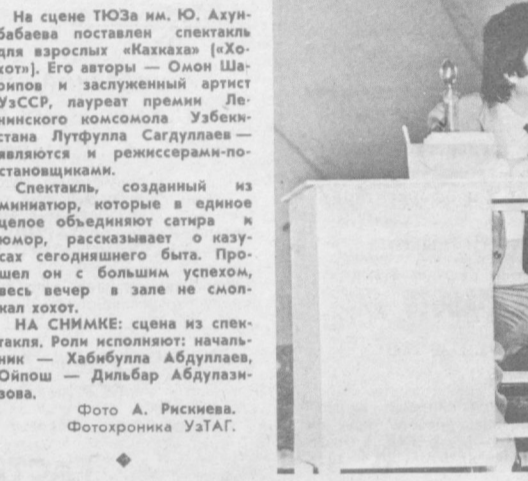 На сцене ТЮЗа им. Ю. Ахун-
бабаева поставлен спектакль
для взрослых «Кахкаха» («Хо-
хот»). Его авторы — Омон Ша-
рипов и заслуженный артист
УзССР, лауреат премии Ле-
нинского комсомола Узбеки-
стана Лутфулла Сагдуллаев —
являются и режиссерами-по-
становщиками.
Спектакль, созданный из
миниатюр, которые в единое
целое объединяют сатира и
юмор, рассказывает о казу-
сах сегодняшнего быта. Про-
шел он с большим успехом,
весь вечер в зале не смол-
кал хохот.
НА СНИМКЕ: сцена из спек-
такля. Роли исполняют: началь-
ник — Хабибулла Абдуллаев,
Ойпош — Дильбар Абдулази-
зова.
Фото А. Рискиева.
Фотохроника УзТАГ.